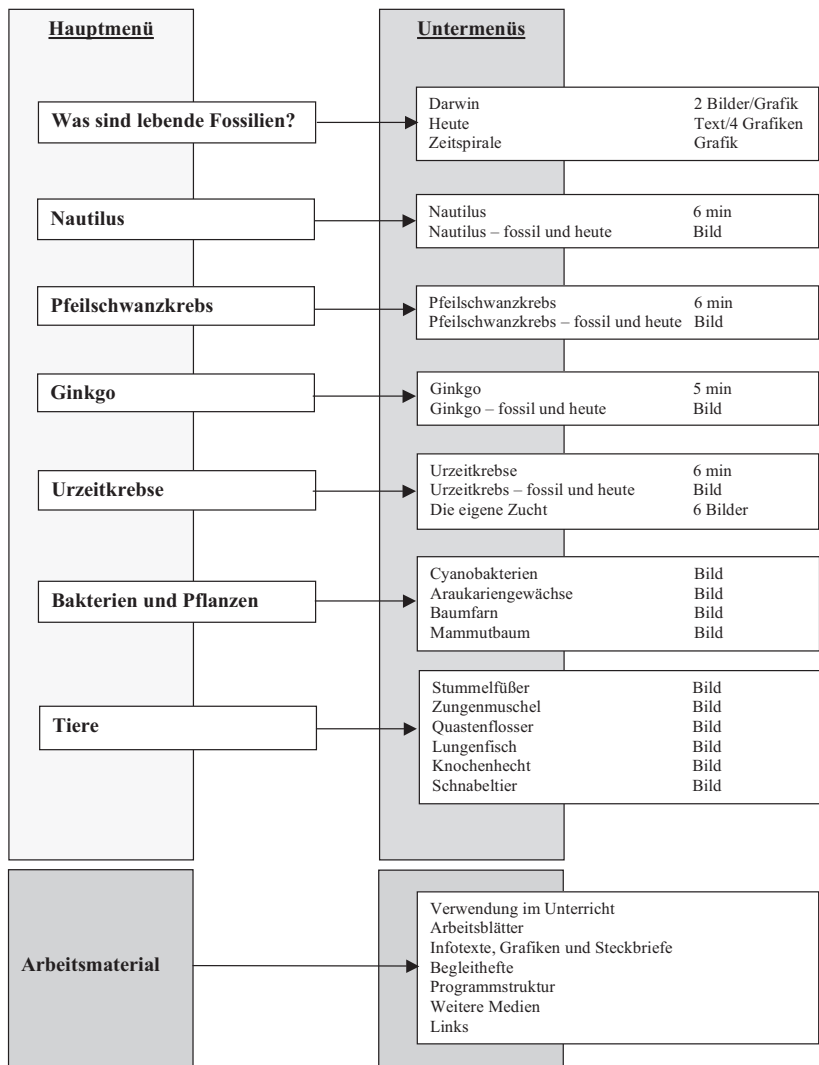 Hauptmenü
Untermenüs
Was sind lebende Fossilien?
Darwin 2 Bilder/Grafik
Heute Text/4 Grafiken
Zeitspirale Grafik
Nautilus
Nautilus 6 min
Nautilus – fossil und heute Bild
Pfeilschwanzkrebs
Pfeilschwanzkrebs 6 min
Pfeilschwanzkrebs – fossil und heute Bild
Ginkgo
Ginkgo 5 min
Ginkgo – fossil und heute Bild
Urzeitkrebse
Urzeitkrebse 6 min
Urzeitkrebs – fossil und heute Bild
Die eigene Zucht 6 Bilder
Bakterien und Pflanzen
Cyanobakterien Bild
Araukariengewächse Bild
Baumfarn Bild
Mammutbaum Bild
Tiere
Stummelfüßer Bild
Zungenmuschel Bild
Quastenflosser Bild
Lungenfisch Bild
Knochenhecht Bild
Schnabeltier Bild
Arbeitsmaterial
Verwendung im Unterricht
Arbeitsblätter
Infotexte, Grafiken und Steckbriefe
Begleithefte
Programmstruktur
Weitere Medien
Links